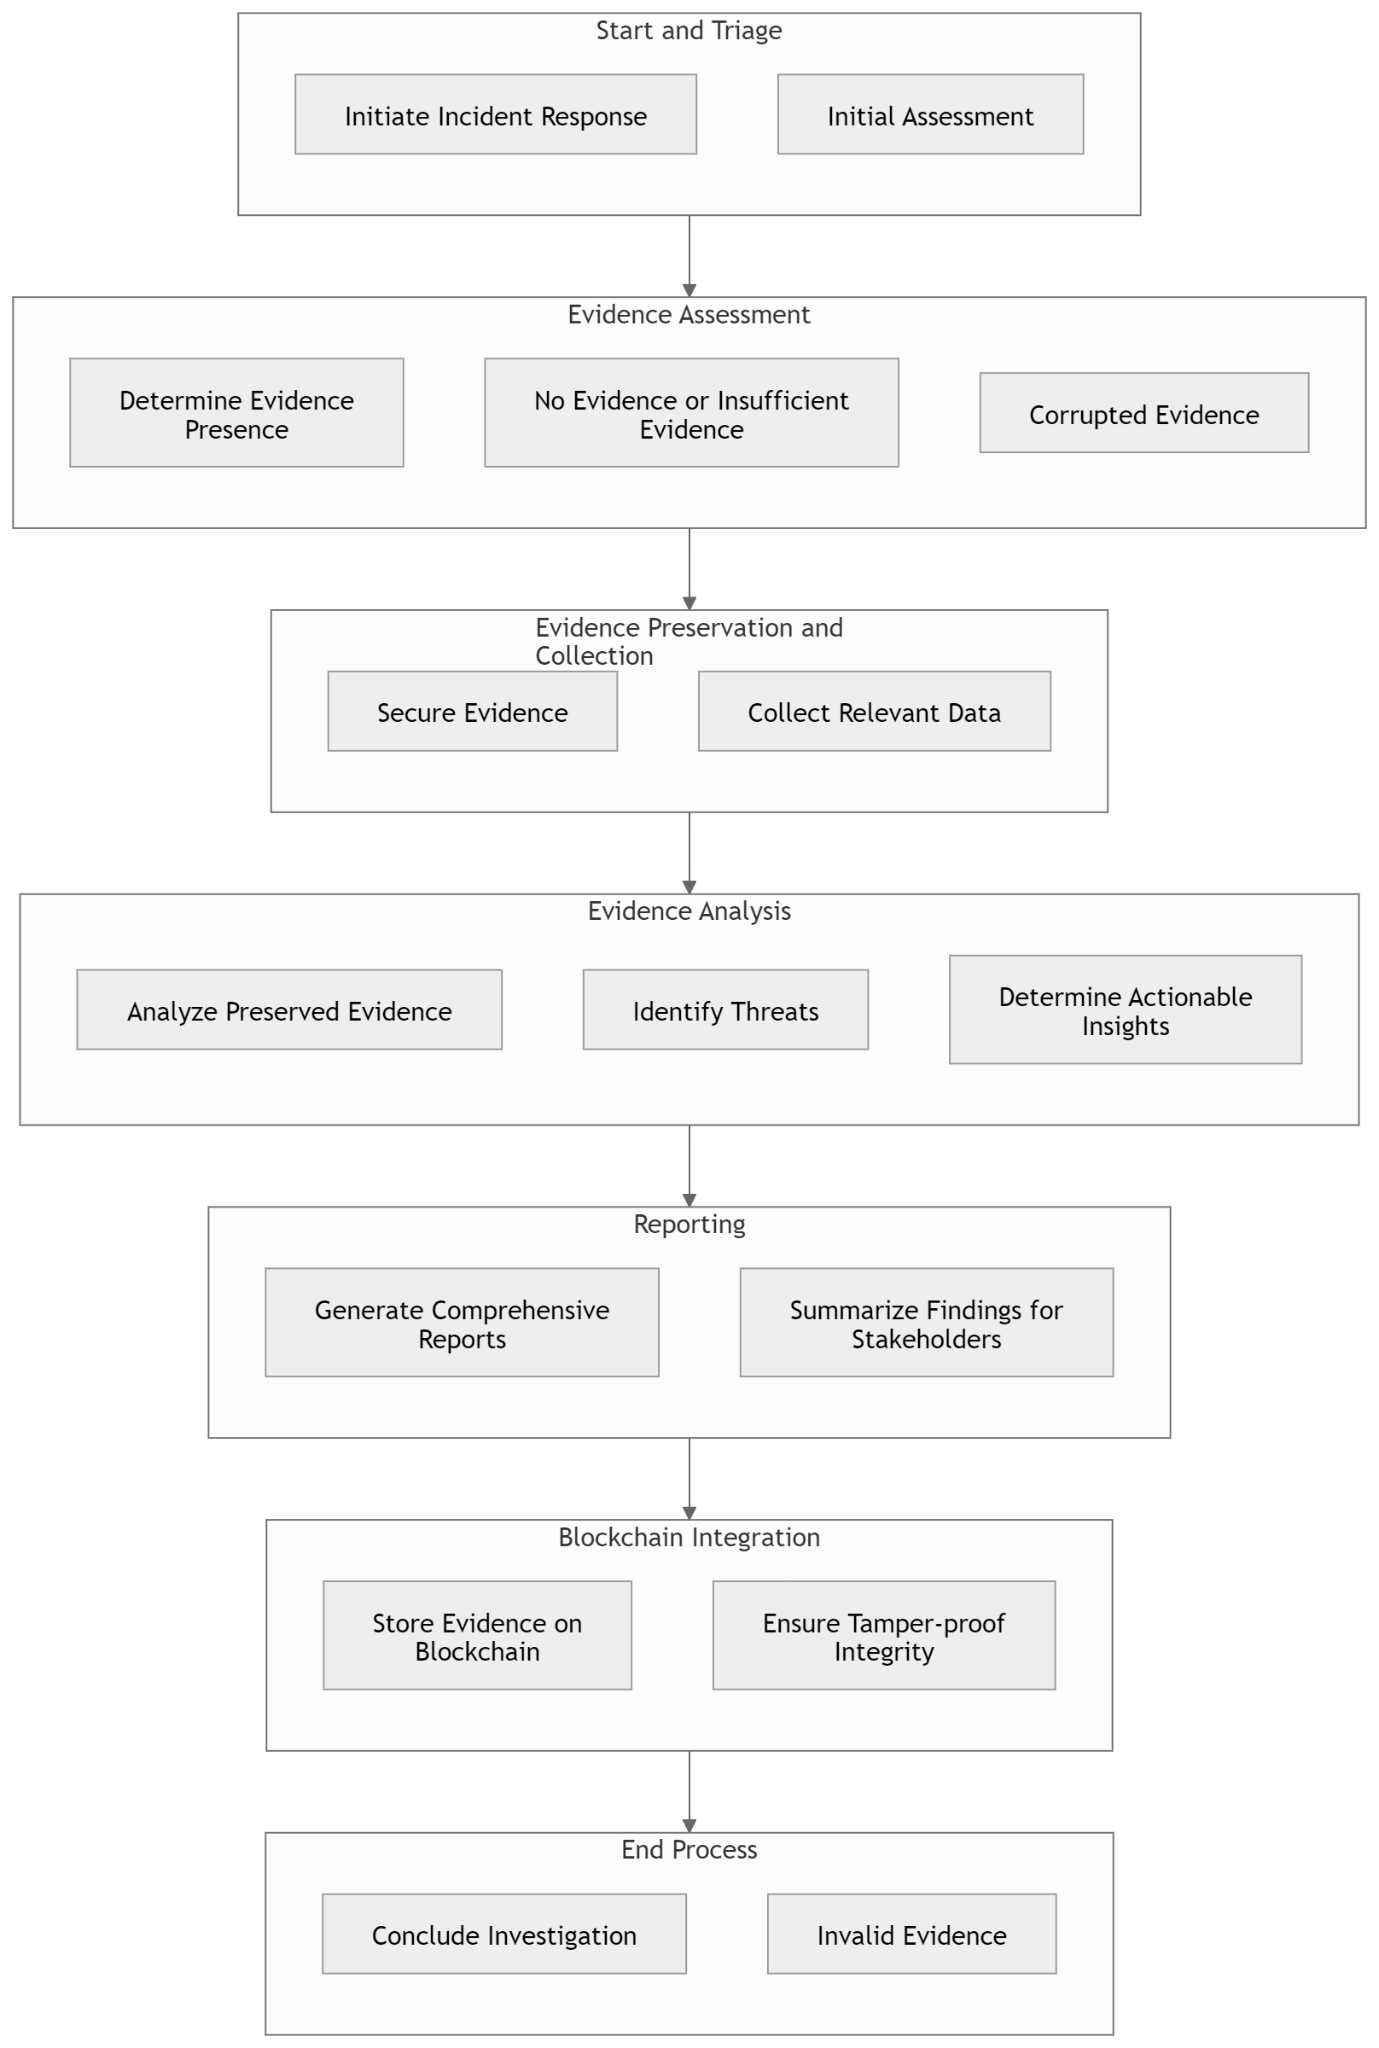 Start and Triage
Initiate Incident Response
Initial Assessment
Evidence Assessment
Determine Evidence
Presence
No Evidence or Insufficient
Evidence
Corrupted Evidence
Evidence Preservation and
Collection
Secure Evidence
Collect Relevant Data
Evidence Analysis
Analyze Preserved Evidence
Identify Threats
Determine Actionable
Insights
Reporting
Generate Comprehensive
Reports
Summarize Findings for
Stakeholders
Blockchain Integration
Store Evidence on
Blockchain
Ensure Tamper-proof
Integrity
End Process
Conclude Investigation
Invalid Evidence